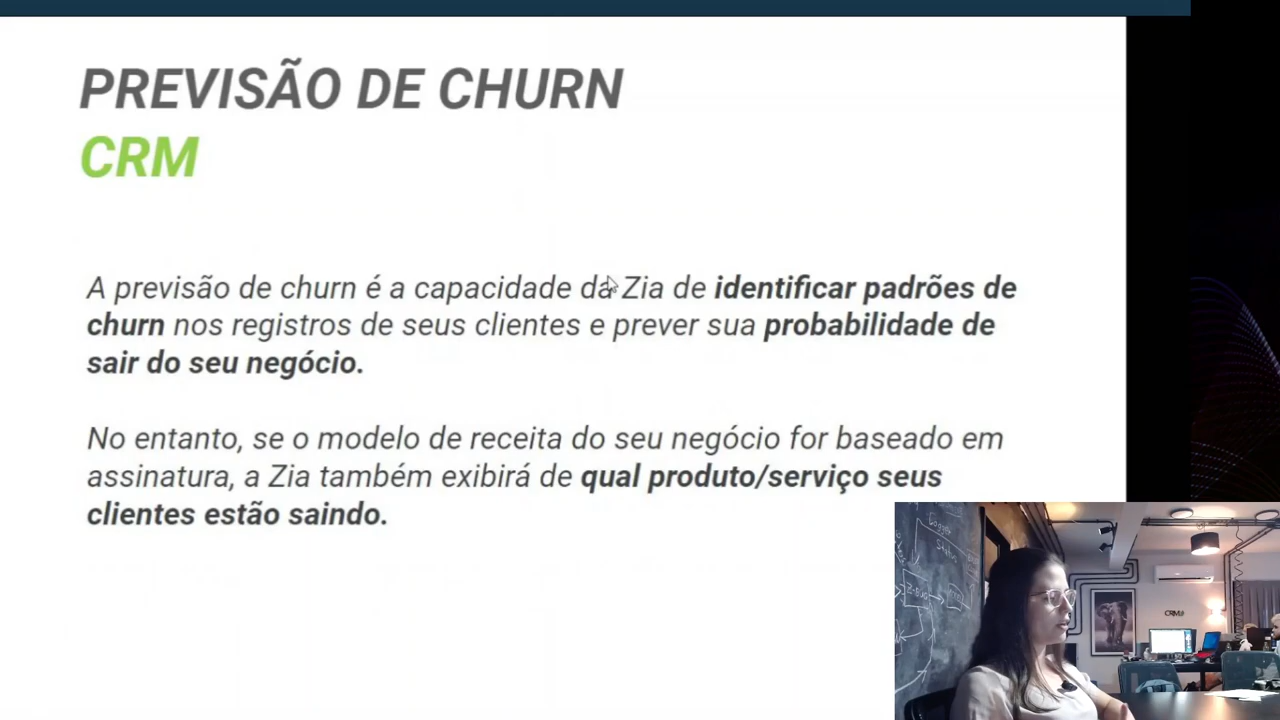 PREVISÃO DE CHURN
CRM
A previsão de churn é a capacidade da Zia de identificar padrões de
churn nos registros de seus clientes e prever sua probabilidade de
sair do seu negócio.
No entanto, se o modelo de receita do seu negócio for baseado em
assinatura, a Zia também exibirá de qual produto/serviço seus
clientes estão saindo.
Status
CRM